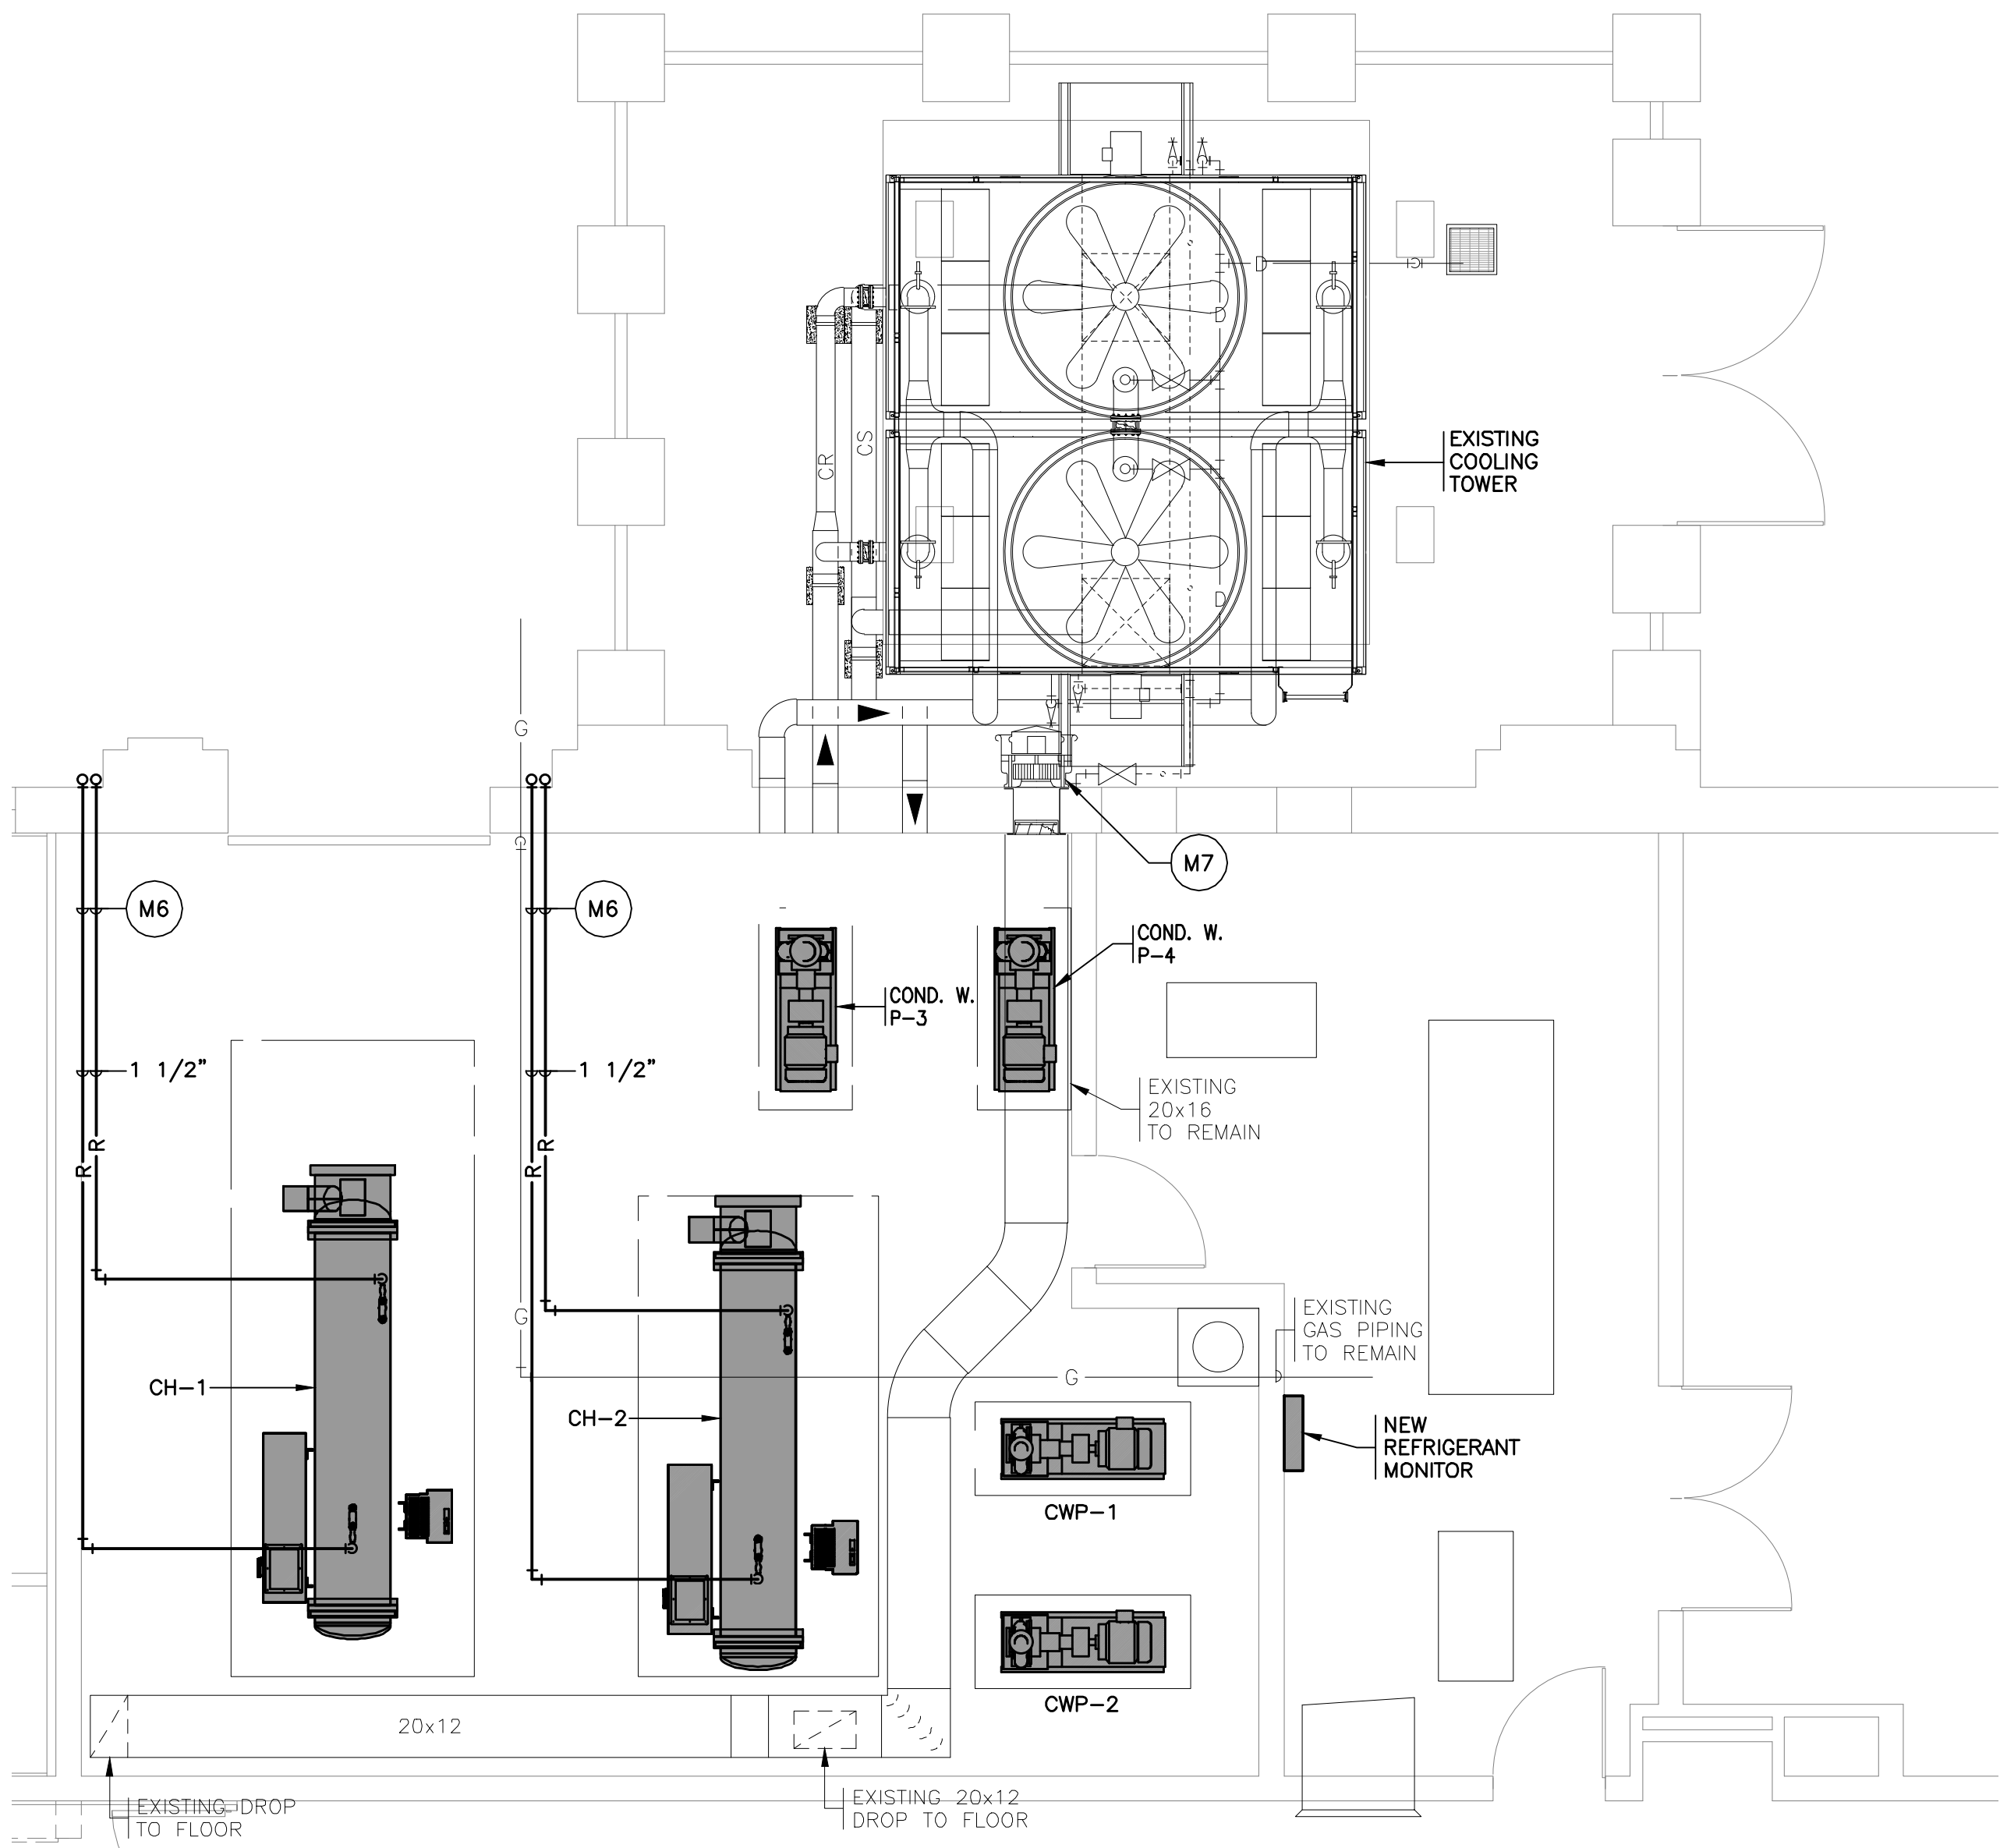 D
D
CR
CS
EXISTING
COOLING
TOWER
D
G
M7
G
M6
M6
COND. W.
P-4
COND. W.
P-3
1 1/2"
1 1/2"
EXISTING
20x16
TO REMAIN
R
R
R
R
G
EXISTING
GAS PIPING
TO REMAIN
G
CH-1
CH-2
NEW
REFRIGERANT
MONITOR
CWP-1
CWP-2
20x12
EXISTING DROP
TO FLOOR
EXISTING 20x12
DROP TO FLOOR